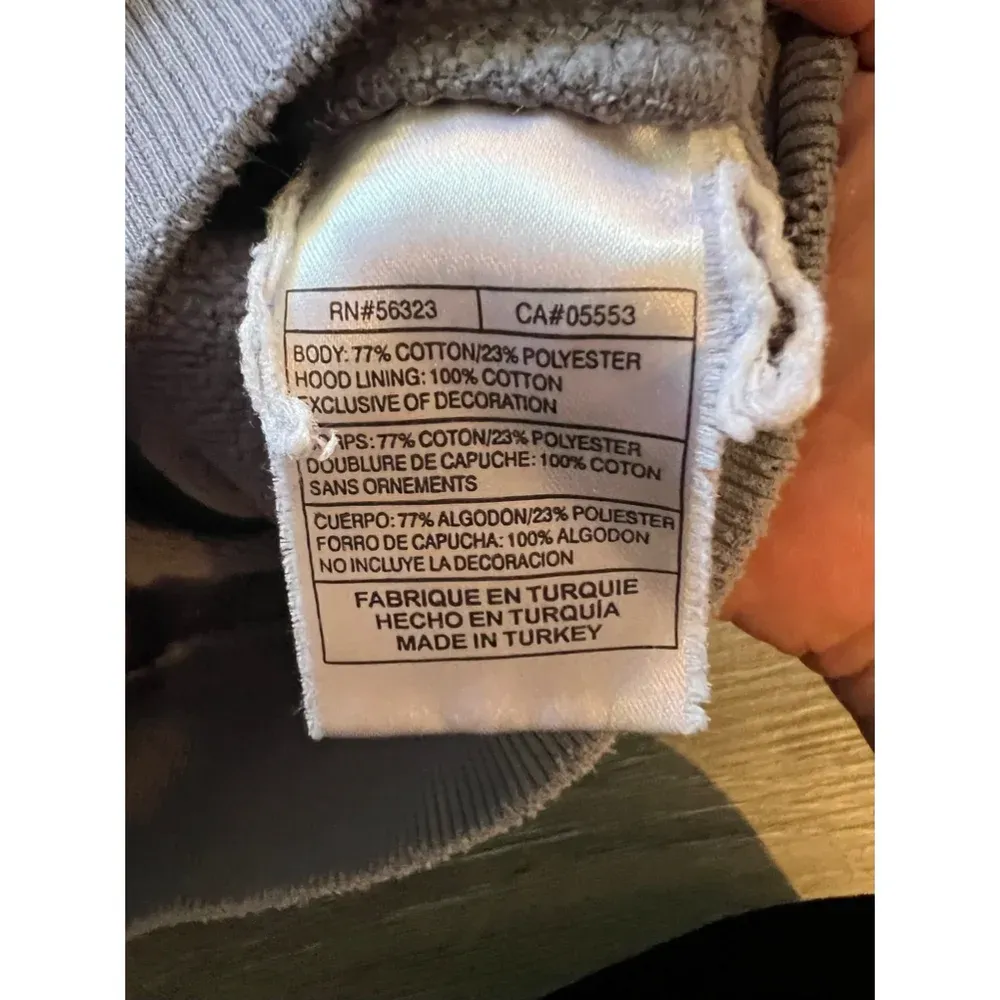 RN#56323 CA#05553
BODY: 77% COTTON/23% POLYESTER
HOOD LINING: 100% COTTON
EXCLUSIVE OF DECORATION
77% COTON/23% POLYESTER
DOUBLURE DE CAPUCHE: 100% COTON
SANS ORNEMENTS
CUERPO: 77% ALGODON/23% POLIESTER
FORRO DE CAPUCHA: 100% ALGODON
NO INCLUYE LA DECORACION
FABRIQUE EN TURQUIE
HECHO EN TURQUÍA
MADE IN TURKEY